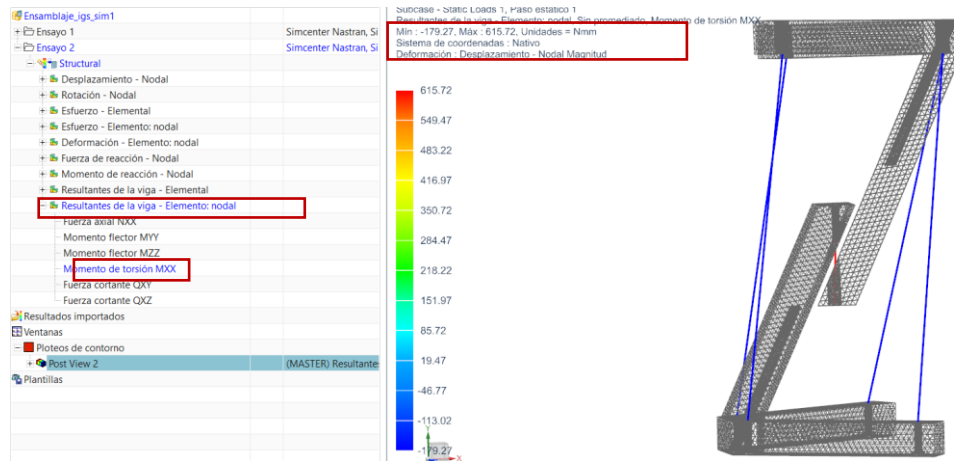 Ensamblaje_igs_sim1
Ensayo 1 Simcenter Nastran, Si
Ensayo 2 Simcenter Nastran, Si
Structural
Desplazamiento - Nodal
Rotación - Nodal
Esfuerzo - Elemental
Esfuerzo - Elemento: nodal
Deformación - Elemento: nodal
Fuerza de reacción - Nodal
Momento de reacción - Nodal
Resultantes de la viga - Elemental
Resultantes de la viga - Elemento: nodal
Fuerza axial NXX
Momento flector MYY
Momento flector MZZ
Momento de torsión MXX
Fuerza cortante QXY
Fuerza cortante QXZ
Resultados importados
Ventanas
Ploteos de contorno
Post View 2 (MASTER) Resultante
Plantillas
Subcase - Static Loads 1, Paso estático 1
Resultantes de la viga - Elemento: nodal, Sin promediado, Momento de torsión MXX
Mín : -179.27, Máx : 615.72, Unidades = Nmm
Sistema de coordenadas : Nativo
Deformación : Desplazamiento - Nodal Magnitud
615.72
549.47
483.22
416.97
350.72
284.47
218.22
151.97
85.72
19.47
-46.77
-113.02
-179.27
Y
X